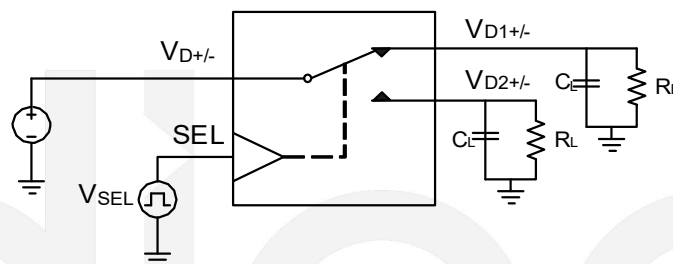 VD+/-
VD1+/-
CL
RL
VD2+/-
SEL
CL
RL
VSEL